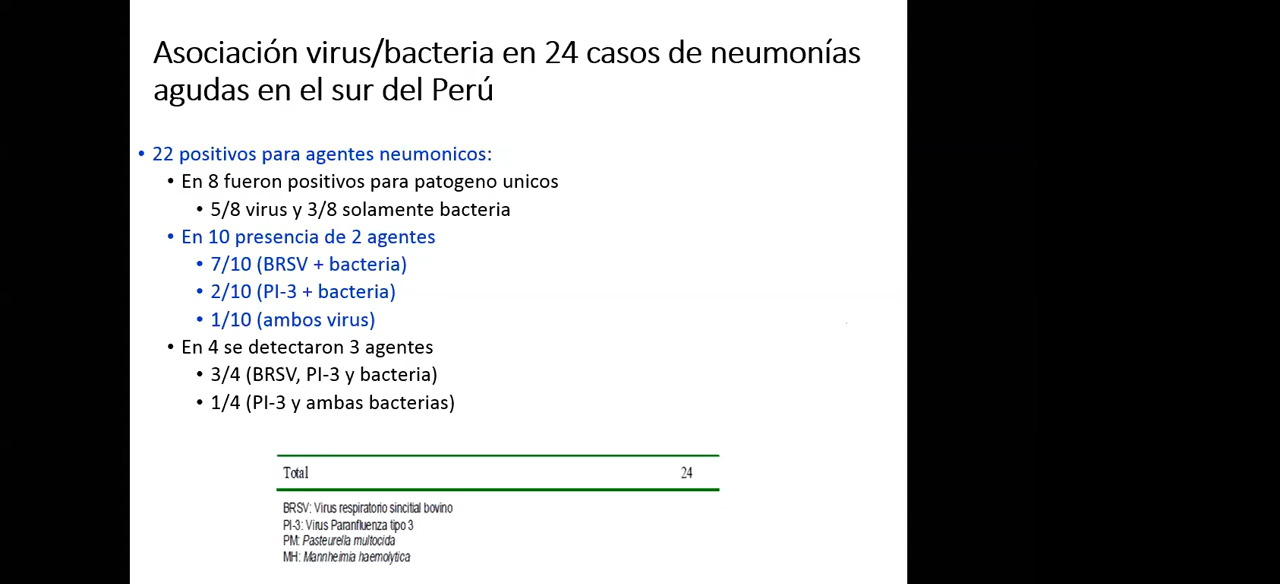 Asociación virus/bacteria en 24 casos de neumonías
agudas en el sur del Perú
• 22 positivos para agentes neumonicos:
• En 8 fueron positivos para patogeno unicos
• 5/8 virus y 3/8 solamente bacteria
• En 10 presencia de 2 agentes
• 7/10 (BRSV + bacteria)
• 2/10 (PI-3 + bacteria)
• 1/10 (ambos virus)
• En 4 se detectaron 3 agentes
• 3/4 (BRSV, PI-3 y bacteria)
• 1/4 (PI-3 y ambas bacterias)
Total 24
BRSV: Virus respiratorio sincitial bovino
PI-3: Virus Paranfluenza tipo 3
PM: Pasteurella multocida
MH: Mannheimia haemolytica